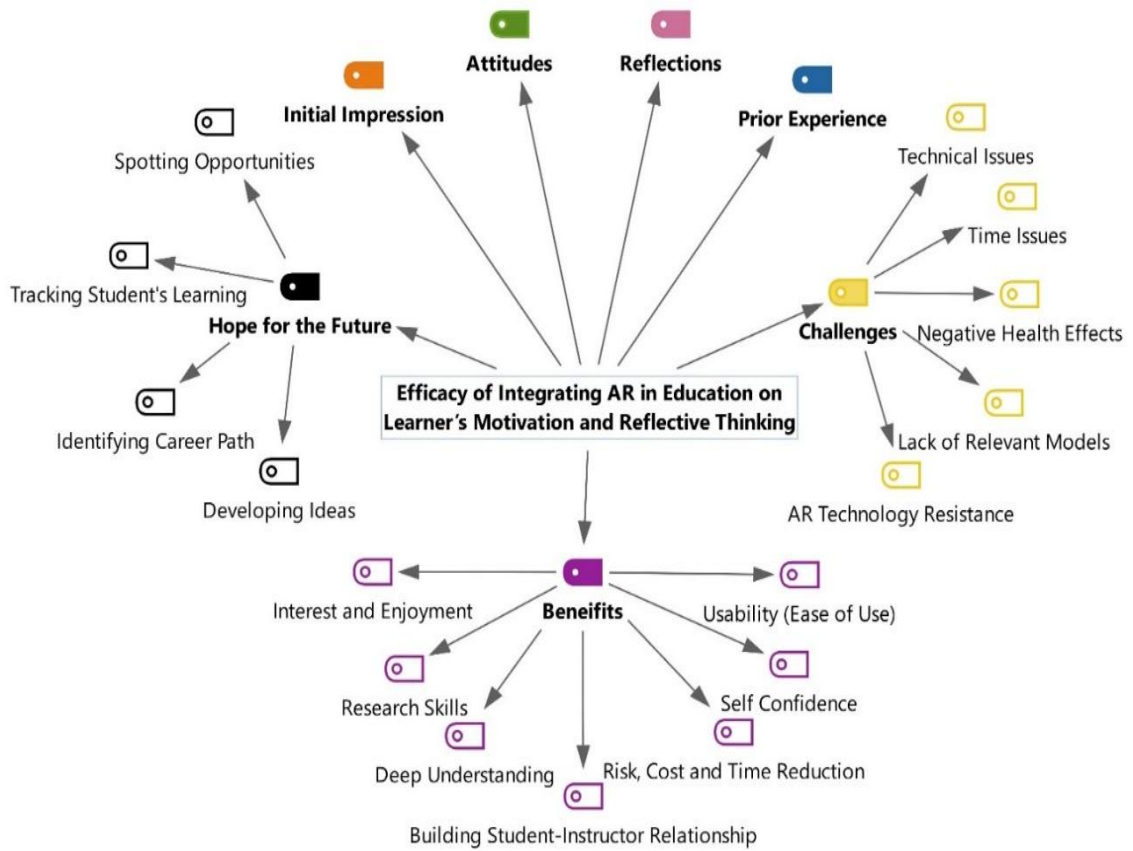 Attitudes
Reflections
Initial Impression
Prior Experience
Spotting Opportunities
Technical Issues
Time Issues
Tracking Student's Learning
Hope for the Future
Challenges
Negative Health Effects
Efficacy of Integrating AR in Education on
Learner's Motivation and Reflective Thinking
Identifying Career Path
Lack of Relevant Models
Developing Ideas
AR Technology Resistance
Interest and Enjoyment
Beneifits
Usability (Ease of Use)
Research Skills
Self Confidence
Deep Understanding
Risk, Cost and Time Reduction
Building Student-Instructor Relationship